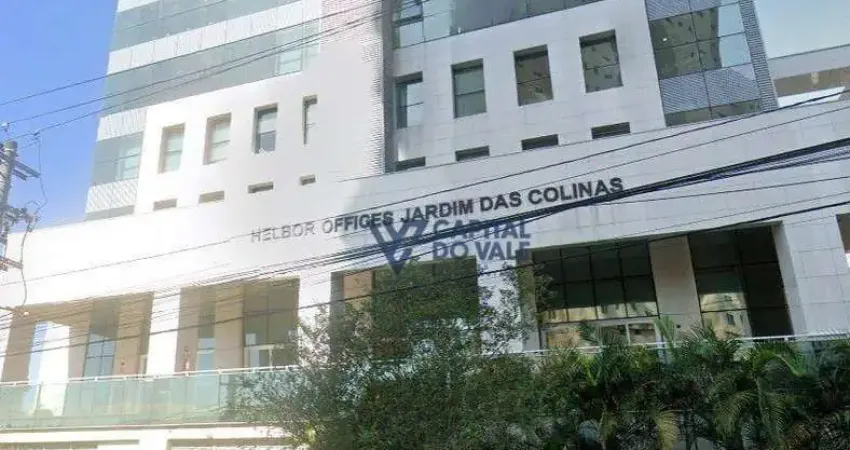 HELBOR OFFICES JARDIM DAS COLINAS
CAPITAL
DO VALE